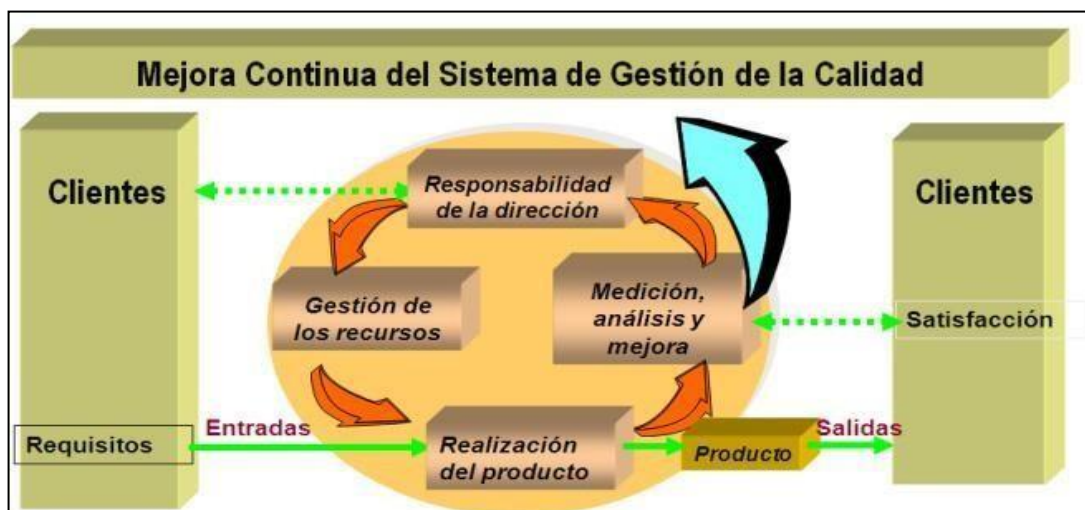 Mejora Continua del Sistema de Gestión de la Calidad
Clientes
Responsabilidad
de la dirección
Clientes
Gestión de
los recursos
Medición,
análisis y
mejora
Satisfacción
Requisitos
Entradas
Realización
del producto
Producto
Salidas